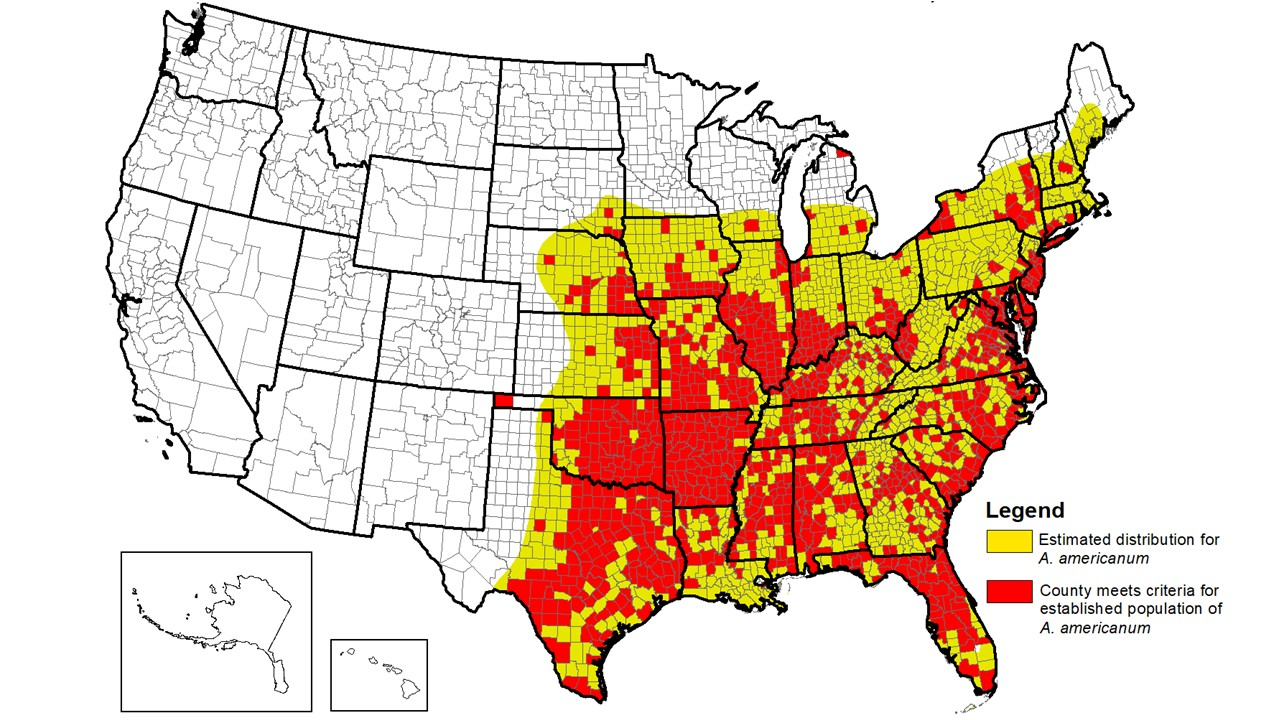 Legend
Estimated distribution for
A. americanum
County meets criteria for
established population of
A. americanum